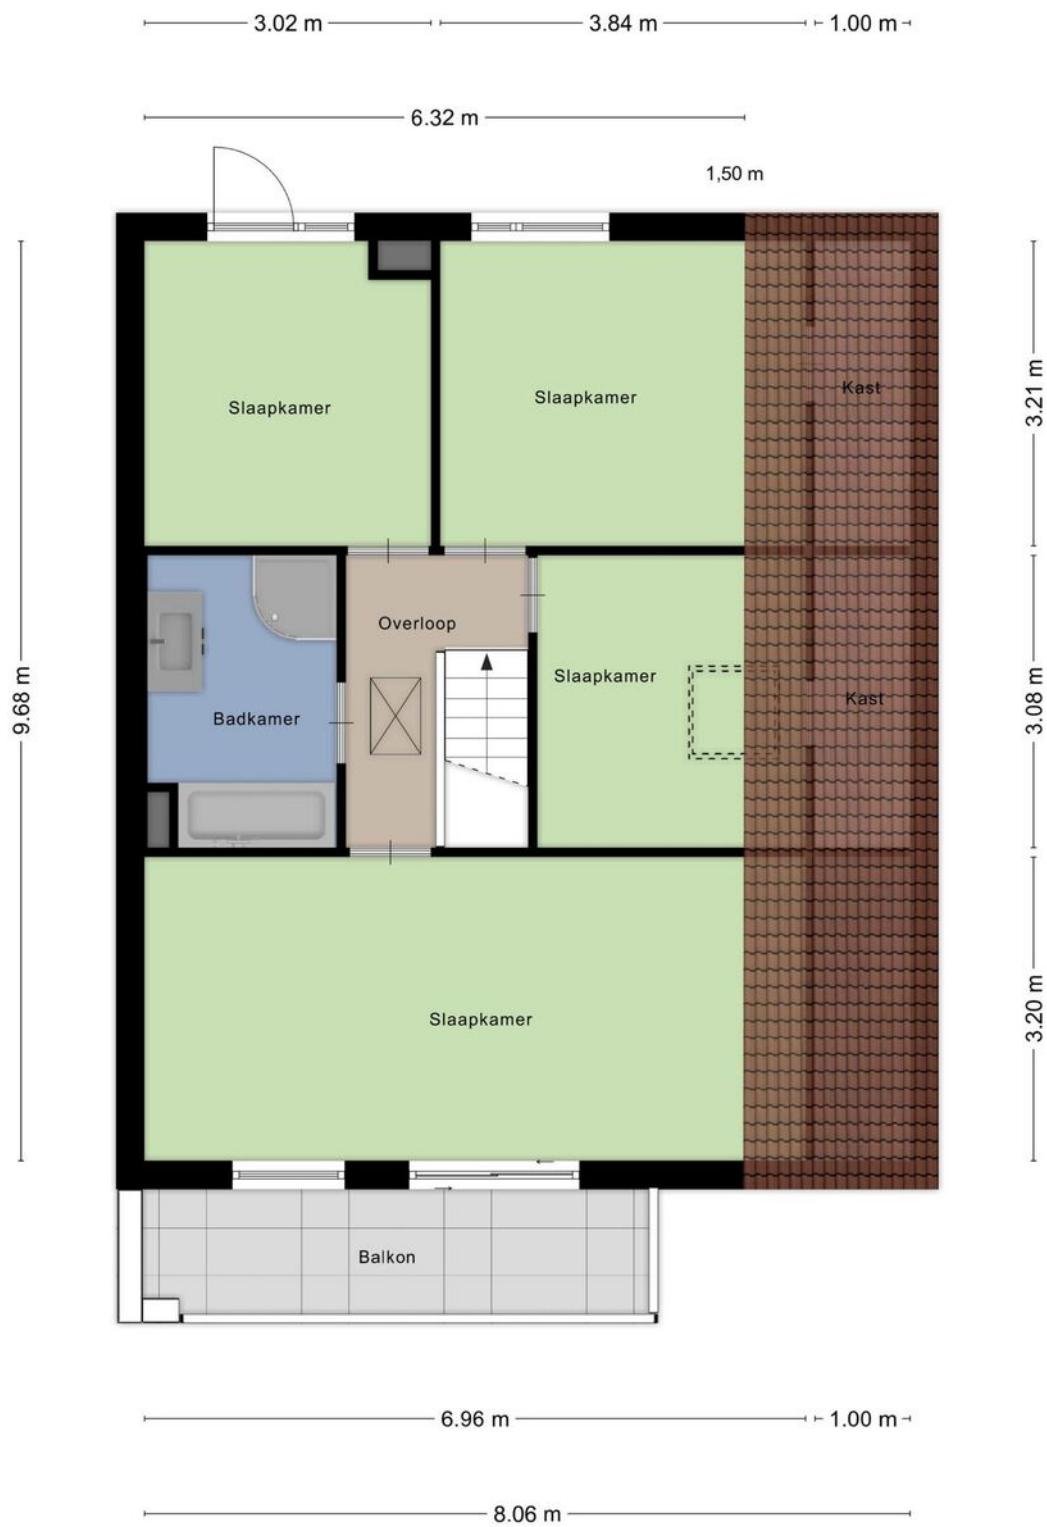 3.02 m
3.84 m
1.00 m
6.32 m
1,50 m
3.21 m
Kast
Slaapkamer
Slaapkamer
Overloop
Slaapkamer
Kast
Badkamer
9.68 m
3.08 m
Slaapkamer
3.20 m
Balkon
6.96 m
1.00 m
8.06 m